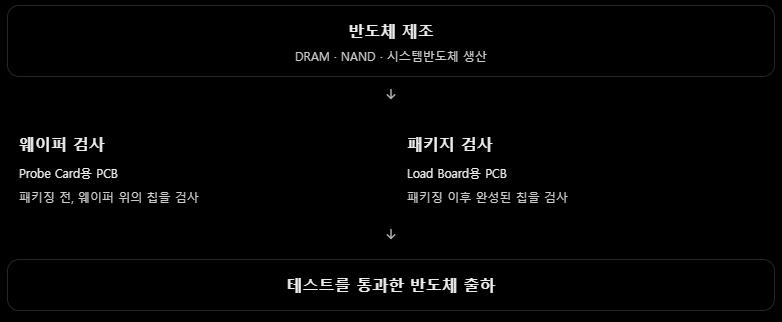 반도체 제조
DRAM · NAND · 시스템반도체 생산
↓
웨이퍼 검사
Probe Card용 PCB
패키징 전, 웨이퍼 위의 칩을 검사
패키지 검사
Load Board용 PCB
패키징 이후 완성된 칩을 검사
↓
테스트를 통과한 반도체 출하